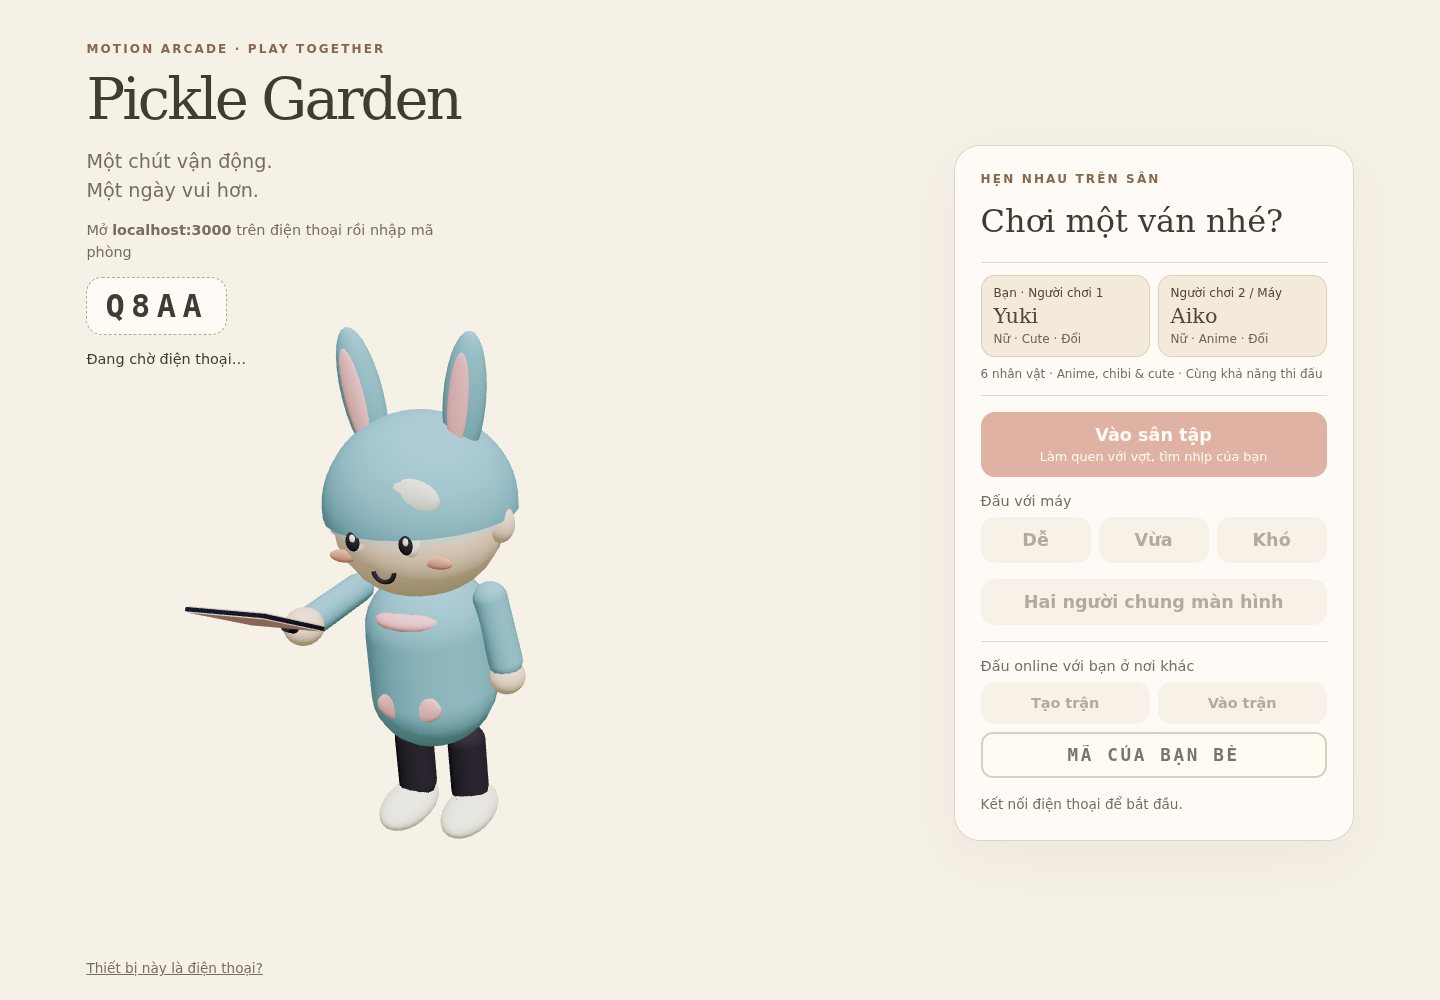 MOTION ARCADE · PLAY TOGETHER
Pickle Garden
Một chút vận động.
Một ngày vui hơn.
Mở localhost:3000 trên điện thoại rồi nhập mã
phòng
Q8AA
Đang chờ điện thoại…
HẸN NHAU TRÊN SÂN
Chơi một ván nhé?
Bạn · Người chơi 1
Yuki
Nữ · Cute · Đổi
Người chơi 2 / Máy
Aiko
Nữ · Anime · Đổi
6 nhân vật · Anime, chibi & cute · Cùng khả năng thi đấu
Vào sân tập
Làm quen với vợt, tìm nhịp của bạn
Đấu với máy
Dễ
Vừa
Khó
Hai người chung màn hình
Đấu online với bạn ở nơi khác
Tạo trận
Vào trận
MÃ CỦA BẠN BÈ
Kết nối điện thoại để bắt đầu.
Thiết bị này là điện thoại?